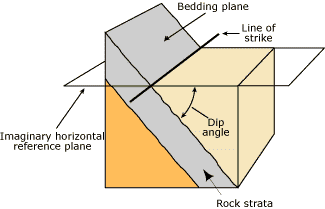 Bedding plane
Line of
strike
Imaginary horizontal
reference plane
Dip
angle
Rock strata